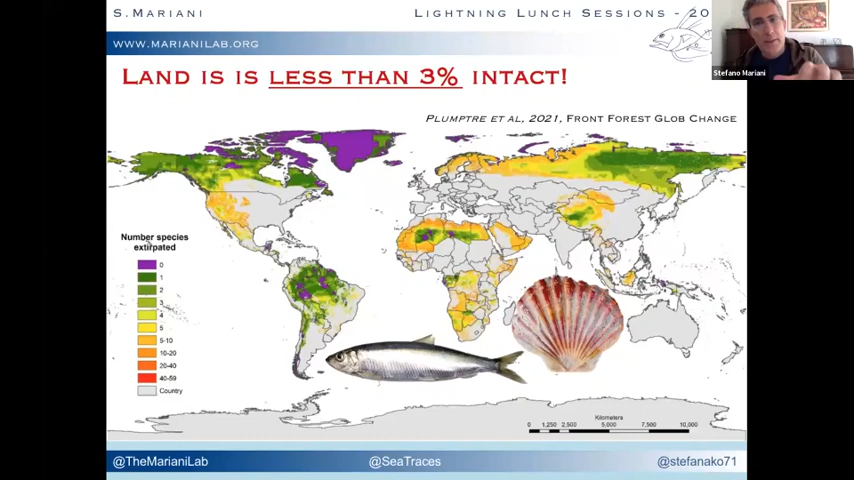 S.MARIANI
LIGHTNING LUNCH SESSIONS - 20
WWW.MARIANILAB.ORG
Stefano Mariani
LAND IS IS LESS THAN 3% INTACT!
PLUMPTRE ET AL, 2021, FRONT FOREST GLOB CHANGE
Number species
extirpated
0
1
2
3
4
5
5-10
10-20
20-40
40-59
Country
Kilometers
0 1,250 2,500 5,000 7,500 10,000
@TheMarianiLab
@SeaTraces
@stefanako71